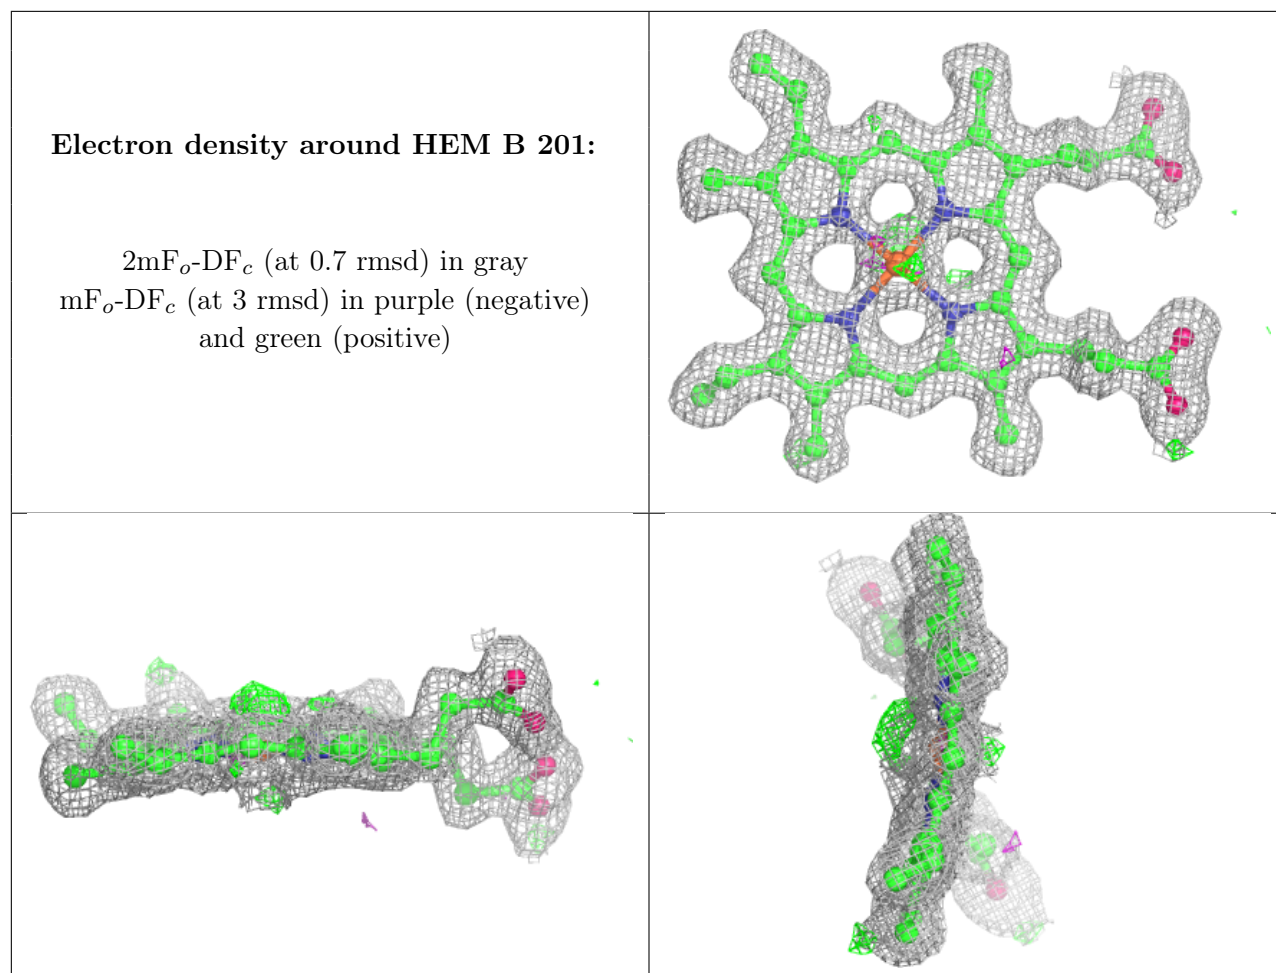 Electron density around HEM B 201:
2mFo-DFc (at 0.7 rmsd) in gray
mFo-DFc (at 3 rmsd) in purple (negative)
and green (positive)